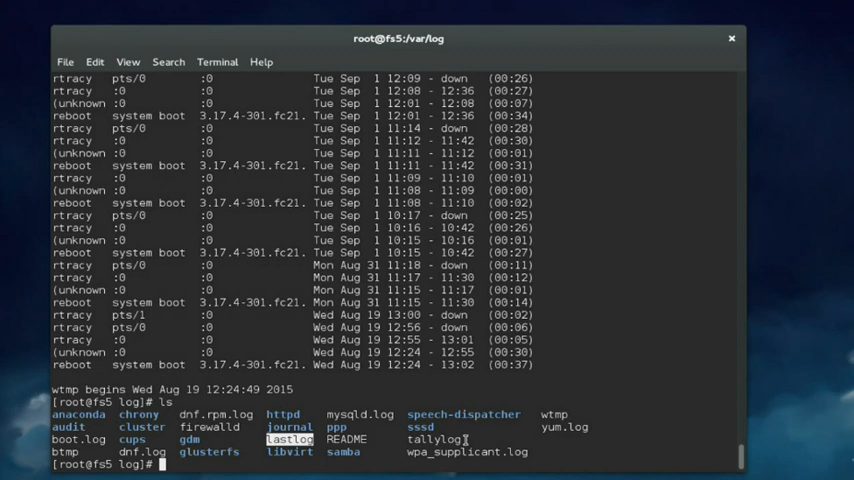 root@fs5:/var/log
File Edit View Search Terminal Help
rtracy pts/0 :0 Tue Sep 1 12:09 - down (00:26)
rtracy :0 :0 Tue Sep 1 12:08 - 12:36 (00:27)
(unknown :0 :0 Tue Sep 1 12:01 - 12:08 (00:07)
reboot system boot 3.17.4-301.fc21. Tue Sep 1 12:01 - 12:36 (00:34)
rtracy pts/0 :0 Tue Sep 1 11:14 - down (00:28)
rtracy :0 :0 Tue Sep 1 11:12 - 11:42 (00:30)
(unknown :0 :0 Tue Sep 1 11:11 - 11:12 (00:01)
reboot system boot 3.17.4-301.fc21. Tue Sep 1 11:11 - 11:42 (00:31)
rtracy :0 :0 Tue Sep 1 11:09 - 11:10 (00:01)
(unknown :0 :0 Tue Sep 1 11:08 - 11:09 (00:00)
reboot system boot 3.17.4-301.fc21. Tue Sep 1 11:08 - 11:10 (00:02)
rtracy pts/0 :0 Tue Sep 1 10:17 - down (00:25)
rtracy :0 :0 Tue Sep 1 10:16 - 10:42 (00:26)
(unknown :0 :0 Tue Sep 1 10:15 - 10:16 (00:01)
reboot system boot 3.17.4-301.fc21. Tue Sep 1 10:15 - 10:42 (00:27)
rtracy pts/0 :0 Mon Aug 31 11:18 - down (00:11)
rtracy :0 :0 Mon Aug 31 11:17 - 11:30 (00:12)
(unknown :0 :0 Mon Aug 31 11:15 - 11:17 (00:01)
reboot system boot 3.17.4-301.fc21. Mon Aug 31 11:15 - 11:30 (00:14)
rtracy pts/1 :0 Wed Aug 19 13:00 - down (00:02)
rtracy pts/0 :0 Wed Aug 19 12:56 - down (00:06)
rtracy :0 :0 Wed Aug 19 12:55 - 13:01 (00:05)
(unknown :0 :0 Wed Aug 19 12:24 - 12:55 (00:30)
reboot system boot 3.17.4-301.fc21. Wed Aug 19 12:24 - 13:02 (00:37)
wtmp begins Wed Aug 19 12:24:49 2015
[root@fs5 log]# ls
anaconda chrony dnf.rpm.log httpd mysqld.log speech-dispatcher wtmp
audit cluster firewalld journal ppp sssd yum.log
boot.log cups gdm lastlog README tallylog
btmp dnf.log glusterfs libvirt samba wpa_supplicant.log
[root@fs5 log]#